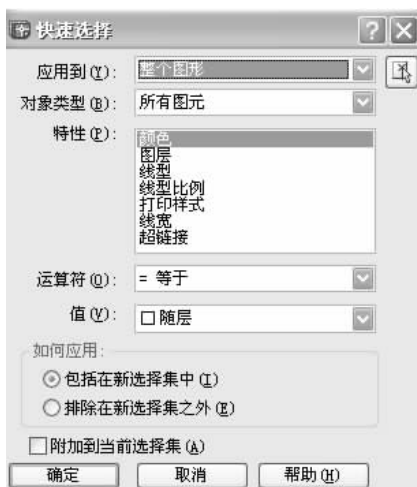 快速选择
应用到(Y): 整个图形
对象类型(B): 所有图元
特性(P): 颜色
图层
线型
线型比例
打印样式
线宽
超链接
运算符(O): = 等于
值(V): 随层
如何应用:
包括在新选择集中(I)
排除在新选择集之外(E)
附加到当前选择集(A)
确定 取消 帮助(H)